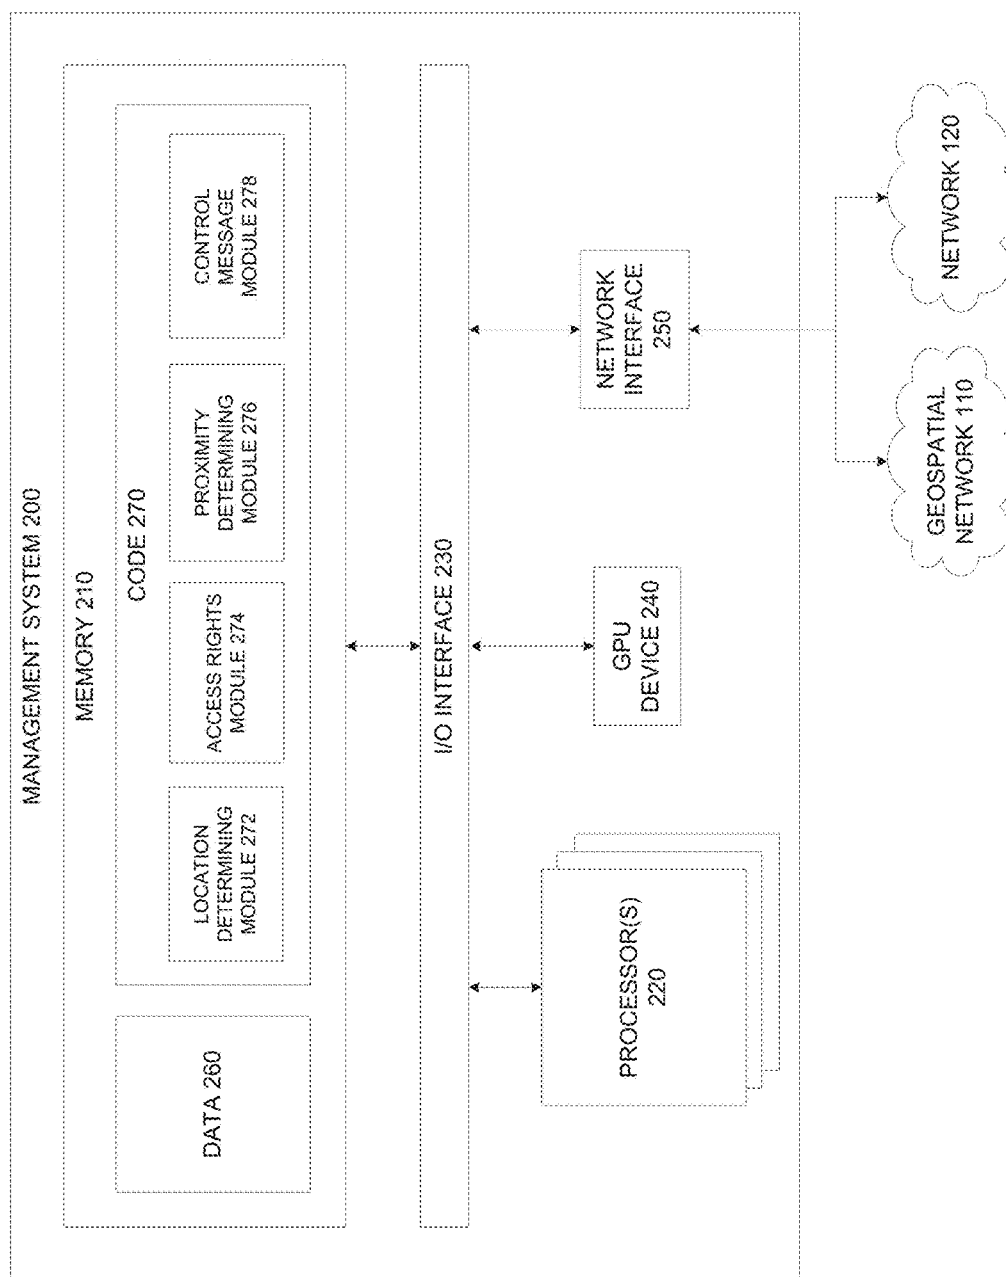 MANAGEMENT SYSTEM 200
MEMORY 210
DATA 260
CODE 270
LOCATION
DETERMINING
MODULE 272
ACCESS RIGHTS
MODULE 274
PROXIMITY
DETERMINING
MODULE 276
CONTROL
MESSAGE
MODULE 278
I/O INTERFACE 230
PROCESSOR(S)
220
GPU
DEVICE 240
NETWORK
INTERFACE
250
GEOSPATIAL
NETWORK 110
NETWORK 120